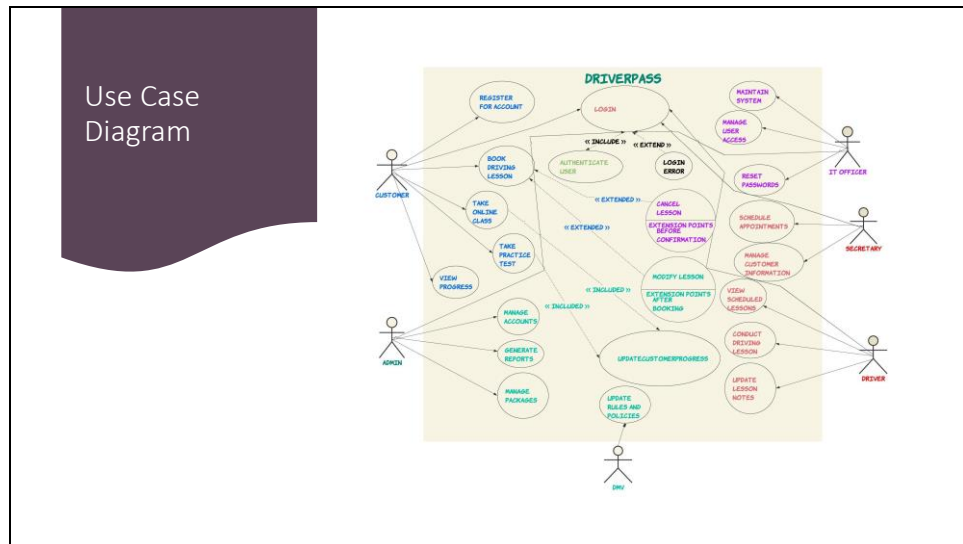 Use Case
Diagram
DRIVERPASS
REGISTER
FOR ACCOUNT
LOGIN
MAINTAIN
SYSTEM
MANAGE
USER
ACCESS
« INCLUDE »
« EXTEND »
AUTHENTICATE
USER
LOGIN
ERROR
BOOK
DRIVING
LESSON
CUSTOMER
IT OFFICER
RESET
PASSWORDS
TAKE
ONLINE
CLASS
« EXTENDED »
CANCEL
LESSON
EXTENSION POINTS
BEFORE
CONFIRMATION
SCHEDULE
APPOINTMENTS
« EXTENDED »
TAKE
PRACTICE
TEST
SECRETARY
MANAGE
CUSTOMER
INFORMATION
VIEW
PROGRESS
MODIFY LESSON
EXTENSION POINTS
AFTER
BOOKING
« INCLUDED »
« INCLUDED »
VIEW
SCHEDULED
LESSONS
MANAGE
ACCOUNTS
CONDUCT
DRIVING
LESSON
GENERATE
REPORTS
UPDATECUSTOMERPROGRESS
ADMIN
DRIVER
MANAGE
PACKAGES
UPDATE
LESSON
NOTES
UPDATE
RULES AND
POLICIES
DMV